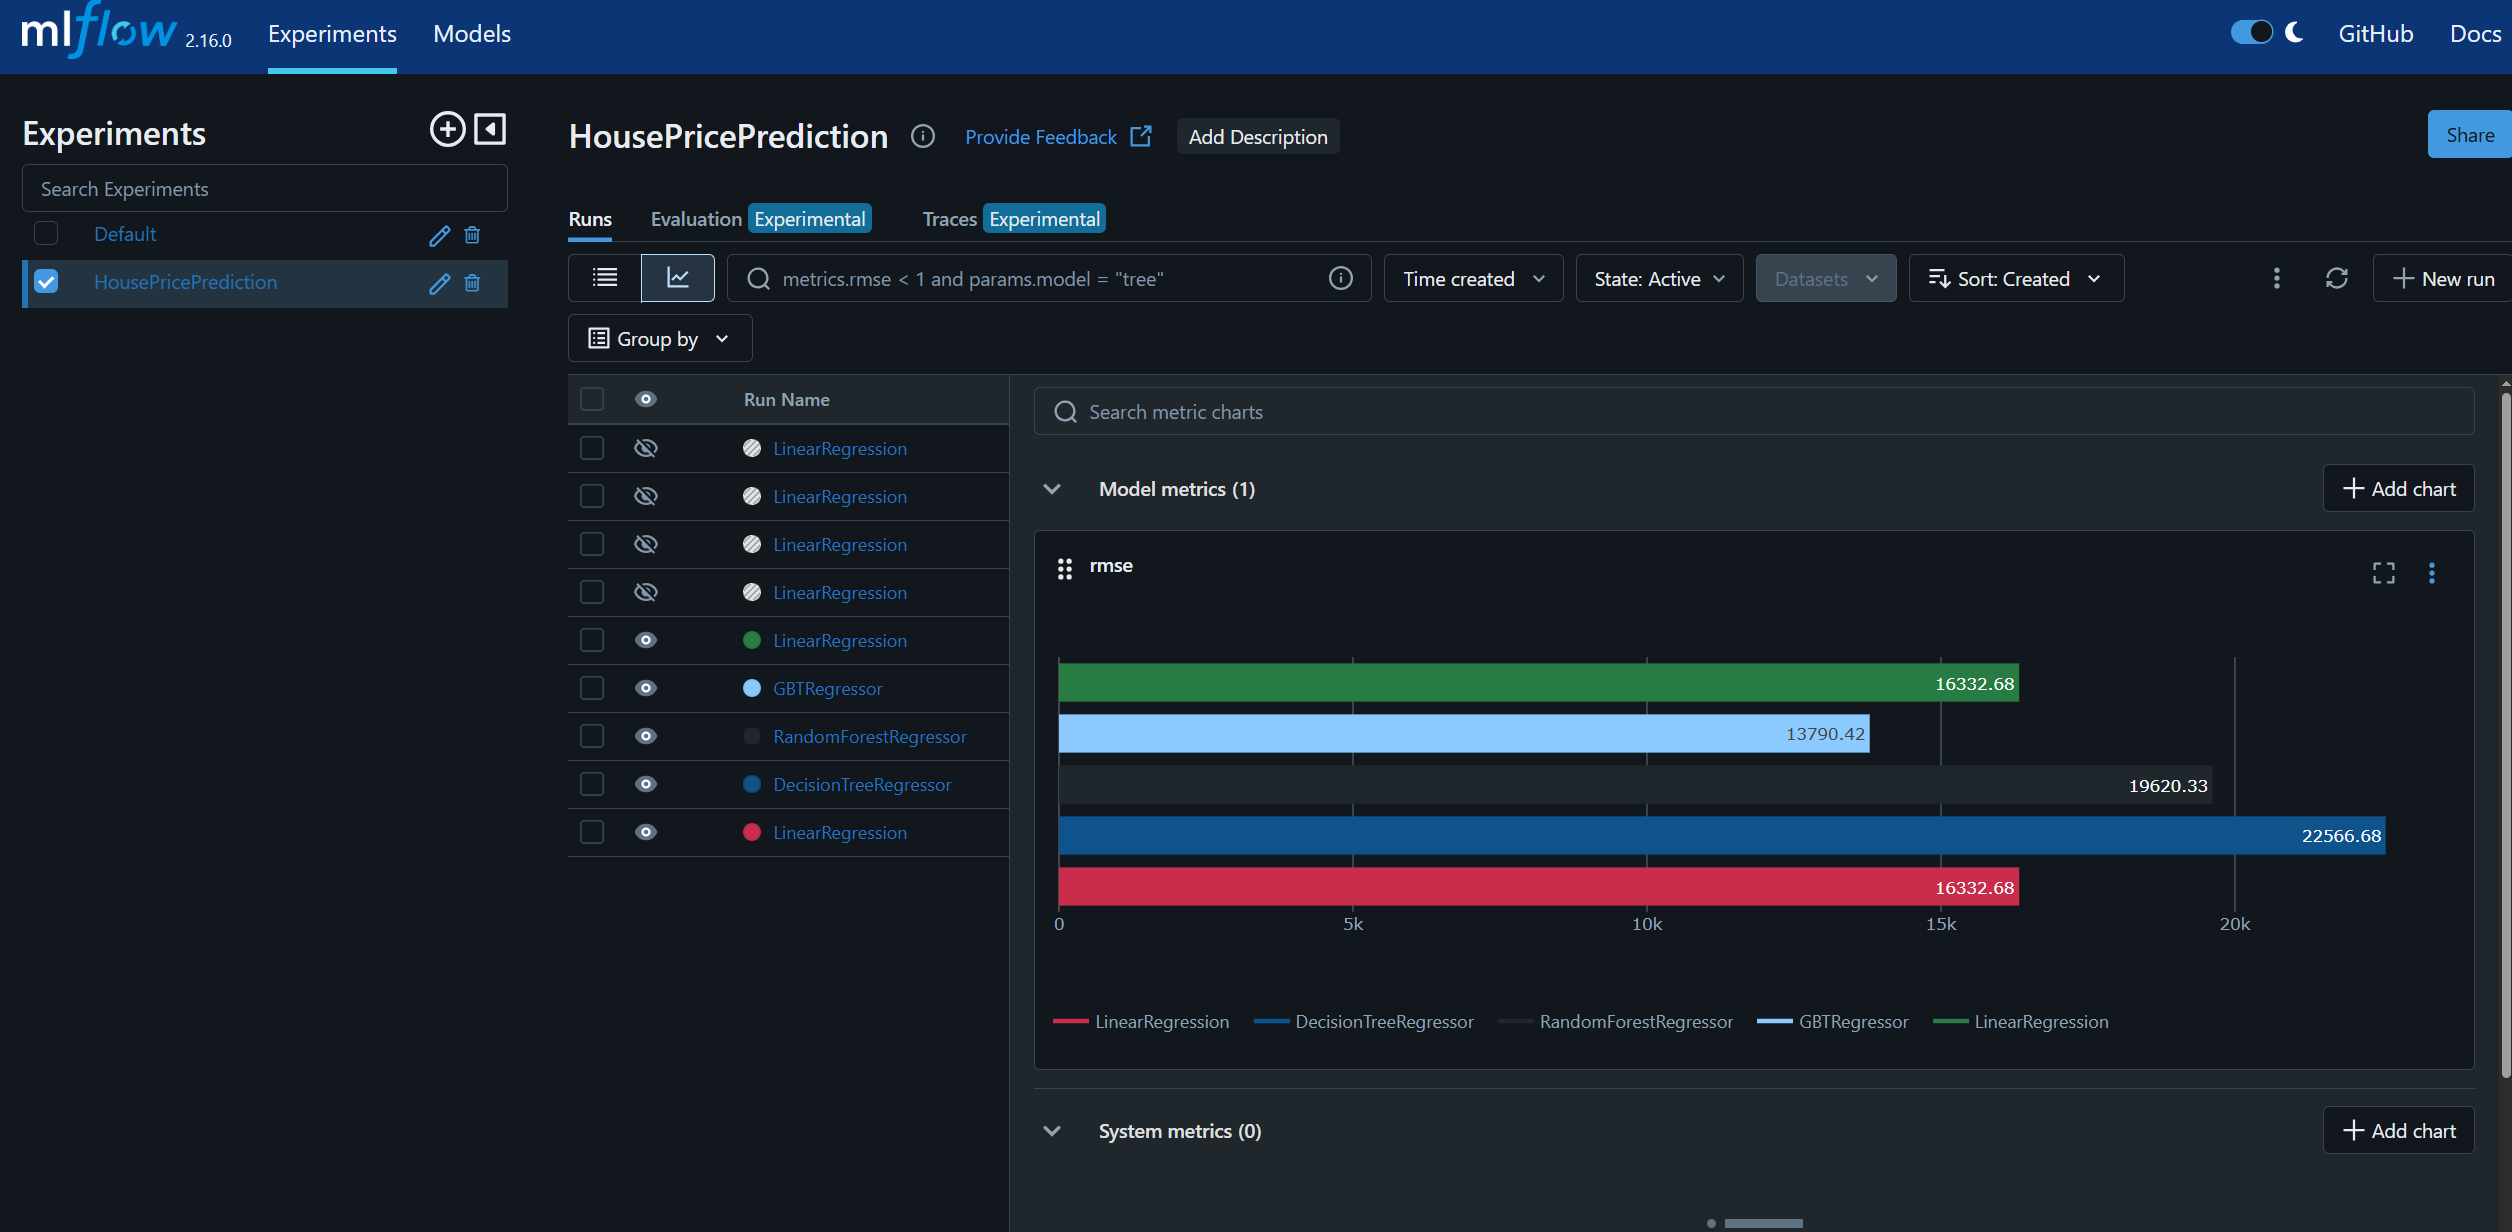 mlflow 2.16.0 Experiments Models GitHub Docs
Experiments
Search Experiments
Default
HousePricePrediction
HousePricePrediction Provide Feedback Add Description Share
Runs Evaluation Experimental Traces Experimental
metrics.rmse < 1 and params.model = "tree" Time created State: Active Datasets Sort: Created New run
Group by
Run Name
LinearRegression
LinearRegression
LinearRegression
LinearRegression
LinearRegression
GBTRegressor
RandomForestRegressor
DecisionTreeRegressor
LinearRegression
Search metric charts
Model metrics (1) Add chart
rmse
16332.68
13790.42
19620.33
22566.68
16332.68
0 5k 10k 15k 20k
LinearRegression DecisionTreeRegressor RandomForestRegressor GBTRegressor LinearRegression
System metrics (0) Add chart